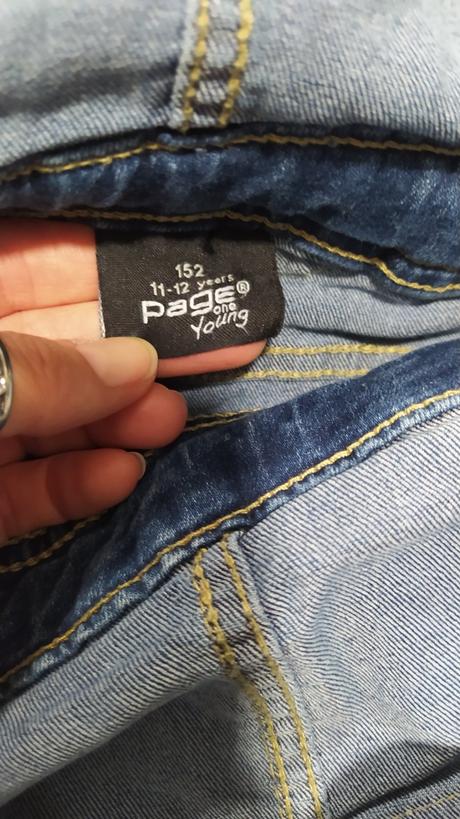 152
11-12 years
page®
one
Young